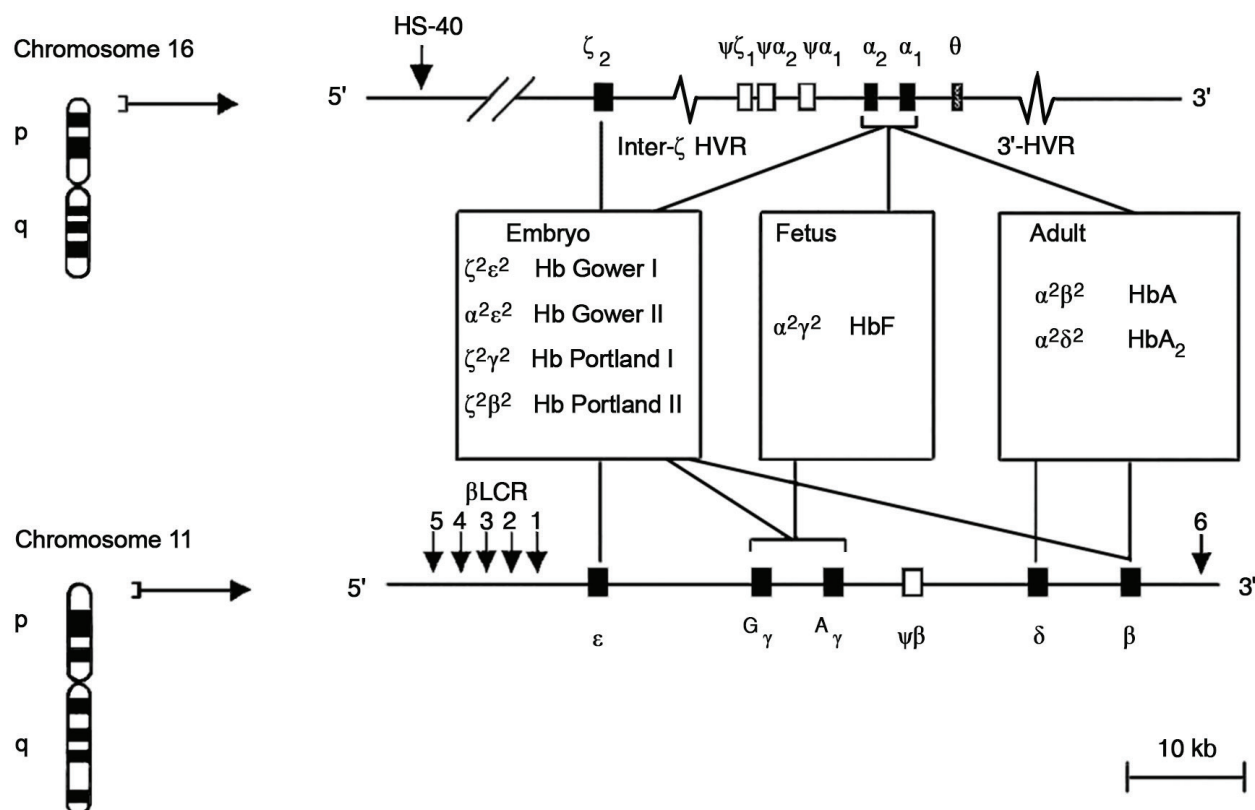 HS-40
Chromosome 16
ζ2 ψζ1 ψα2 ψα1 α2 α1 θ
5' 3'
p
Inter-ζ HVR 3'-HVR
q
Embryo Fetus Adult
ζ²ε² Hb Gower I
α²ε² Hb Gower II
ζ²γ² Hb Portland I
ζ²β² Hb Portland II
α²γ² HbF
α²β² HbA
α²δ² HbA₂
βLCR
5 4 3 2 1 6
Chromosome 11
5' 3'
p
ε Gγ Aγ ψβ δ β
q
10 kb